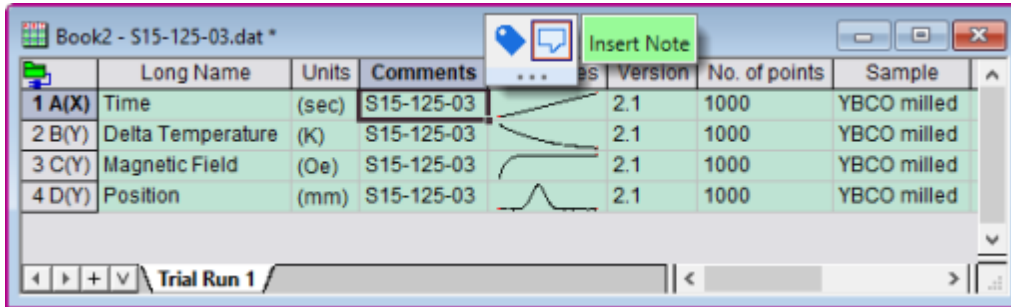 Book2 - S15-125-03.dat *
Insert Note
Long Name Units Comments es Version No. of points Sample
1 A(X) Time (sec) S15-125-03 2.1 1000 YBCO milled
2 B(Y) Delta Temperature (K) S15-125-03 2.1 1000 YBCO milled
3 C(Y) Magnetic Field (Oe) S15-125-03 2.1 1000 YBCO milled
4 D(Y) Position (mm) S15-125-03 2.1 1000 YBCO milled
Trial Run 1